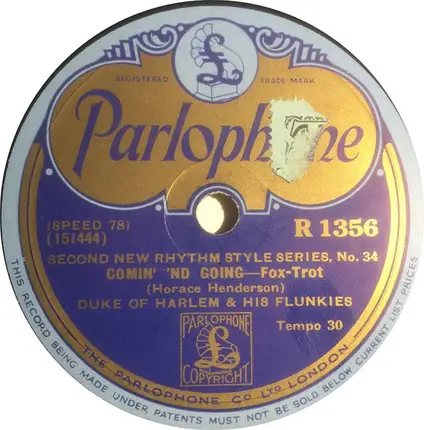 REGISTERED TRADE MARK
Parlophone
(SPEED 78)
(151444)
R 1356
SECOND NEW RHYTHM STYLE SERIES, No. 34
COMIN' 'ND GOING—Fox-Trot
(Horace Henderson)
DUKE OF HARLEM & HIS FLUNKIES
Tempo 30
PARLOPHONE
£
COPYRIGHT
THE PARLOPHONE CO LTD LONDON.
THIS RECORD BEING MADE UNDER PATENTS MUST NOT BE SOLD BELOW CURRENT LIST PRICES